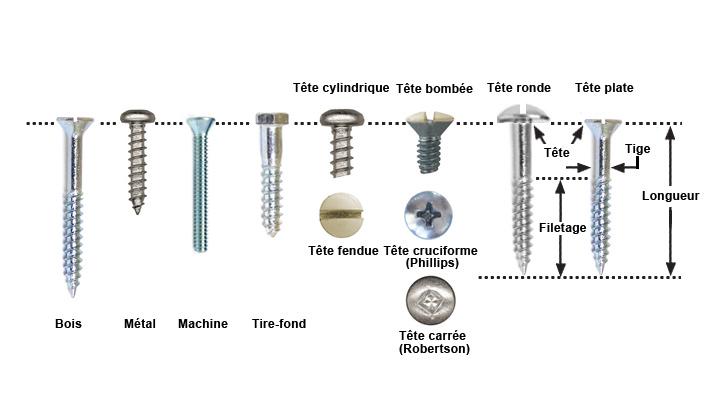 Tête cylindrique
Tête bombée
Tête ronde
Tête plate
Tête
Tige
Longueur
Filetage
Tête fendue
Tête cruciforme
(Phillips)
Bois
Métal
Machine
Tire-fond
Tête carrée
(Robertson)